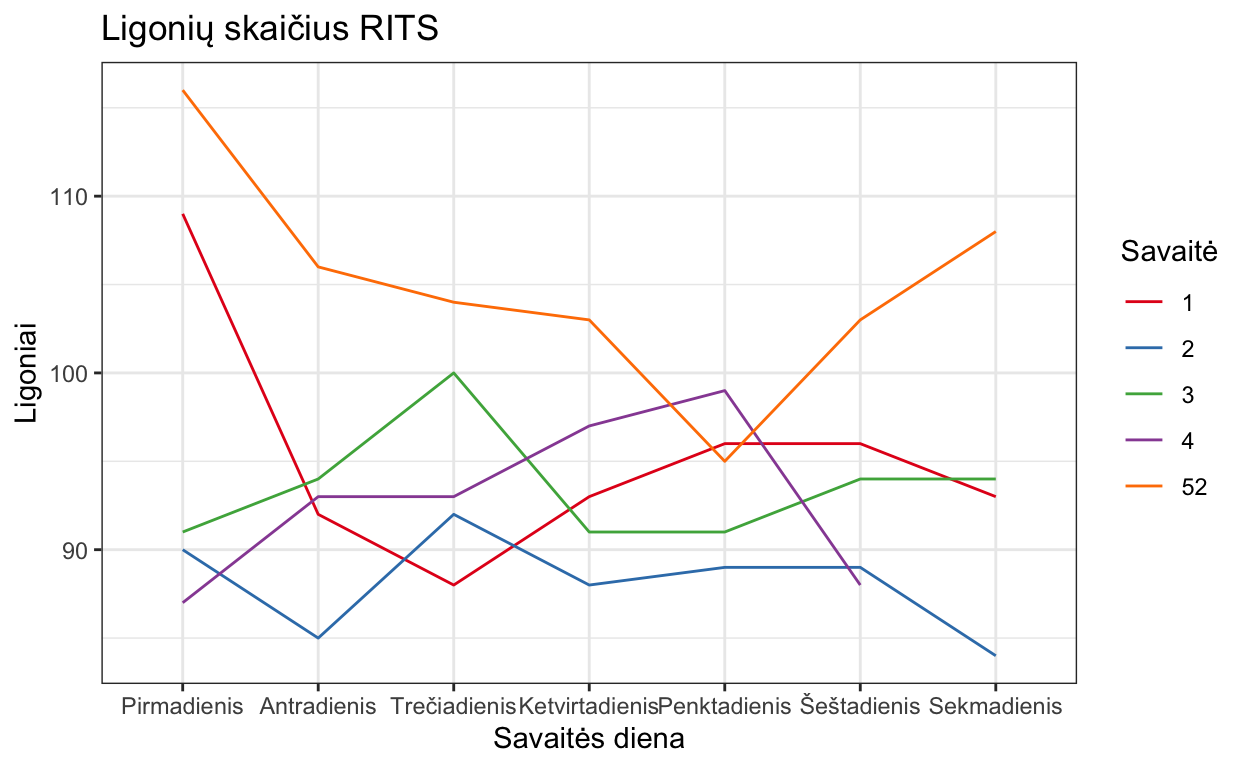 Ligonių skaičius RITS
110
100
90
Ligoniai
Pirmadienis Antradienis Trečiadienis Ketvirtadienis Penktadienis Šeštadienis Sekmadienis
Savaitės diena
Savaitė
1
2
3
4
52